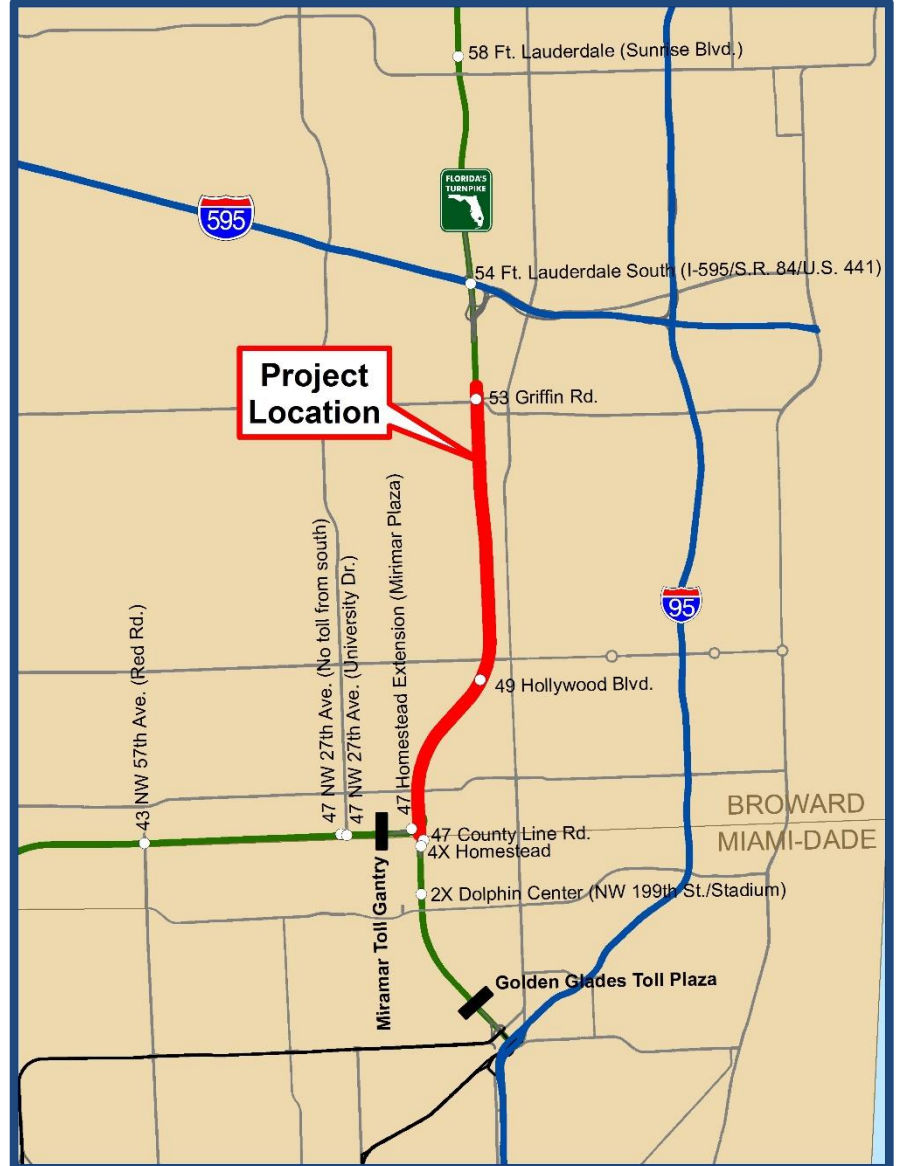 58 Ft. Lauderdale (Sunrise Blvd.)
FLORIDA'S
TURNPIKE
595
54 Ft. Lauderdale South (I-595/S.R. 84/U.S. 441)
Project
Location
53 Griffin Rd.
43 NW 57th Ave. (Red Rd.)
47 NW 27th Ave. (No toll from south)
47 NW 27th Ave. (University Dr.)
47 Homestead Extension (Mirimar Plaza)
95
49 Hollywood Blvd.
BROWARD
MIAMI-DADE
47 County Line Rd.
4X Homestead
2X Dolphin Center (NW 199th St./Stadium)
Miramar Toll Gantry
Golden Glades Toll Plaza